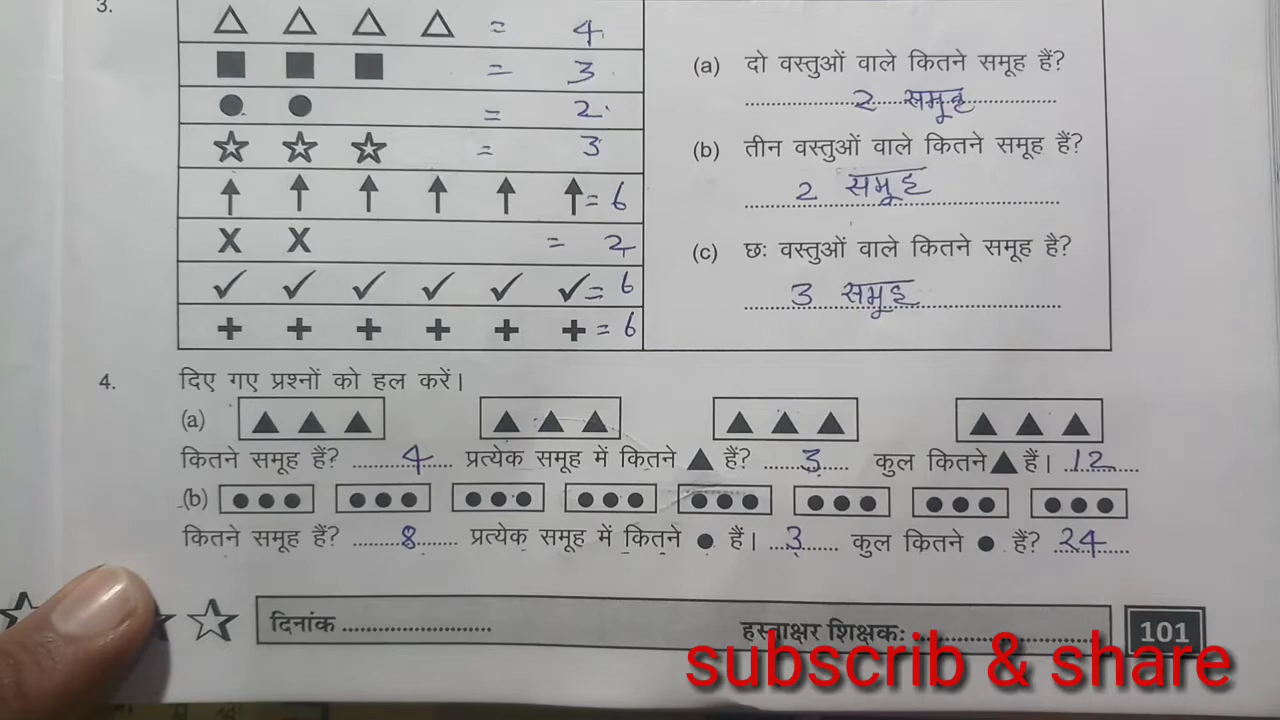 3.
= 4
= 3
= 2
= 3
= 6
X X = 2
= 6
= 6
(a) दो वस्तुओं वाले कितने समूह हैं?
2 समूह
(b) तीन वस्तुओं वाले कितने समूह हैं?
2 समूह
(c) छः वस्तुओं वाले कितने समूह है?
3 समूह
4. दिए गए प्रश्नों को हल करें।
(a)
कितने समूह हैं? 4 प्रत्येक समूह में कितने ▲ हैं? 3 कुल कितने ▲ हैं। 12
(b)
कितने समूह हैं? 8 प्रत्येक समूह में कितने ● हैं। 3 कुल कितने ● हैं? 24
दिनांक ........................ हस्ताक्षर शिक्षकः ........................ 101
subscrib & share